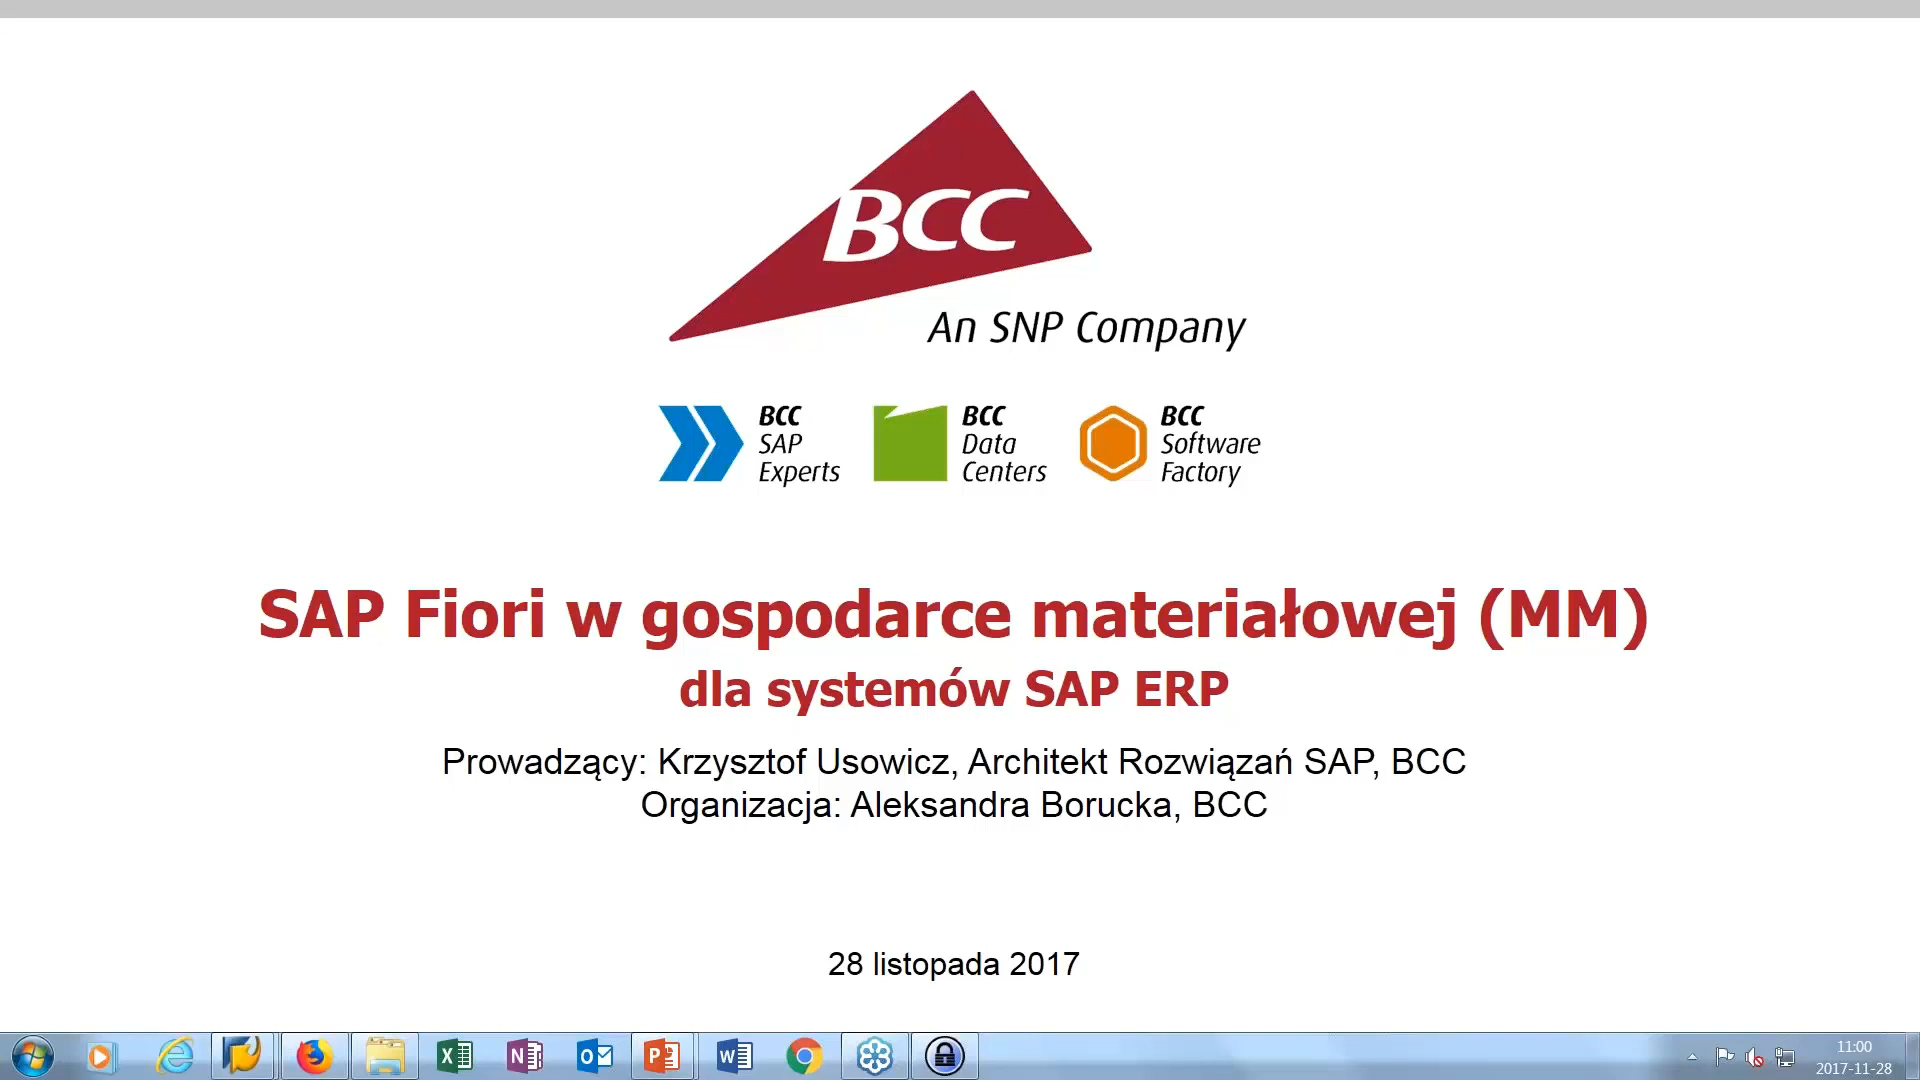 BCC
An SNP Company
BCC
SAP
Experts
BCC
Data
Centers
BCC
Software
Factory
SAP Fiori w gospodarce materiałowej (MM)
dla systemów SAP ERP
Prowadzący: Krzysztof Usowicz, Architekt Rozwiązań SAP, BCC
Organizacja: Aleksandra Borucka, BCC
28 listopada 2017
11:00
2017-11-28